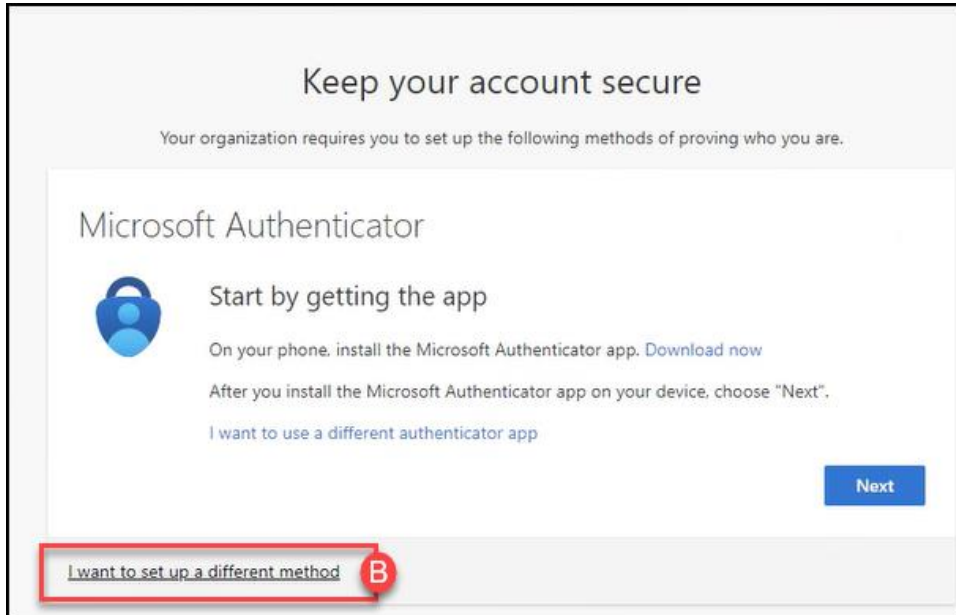 Keep your account secure
Your organization requires you to set up the following methods of proving who you are.
Microsoft Authenticator
Start by getting the app
On your phone, install the Microsoft Authenticator app. Download now
After you install the Microsoft Authenticator app on your device, choose "Next".
I want to use a different authenticator app
Next
I want to set up a different method B